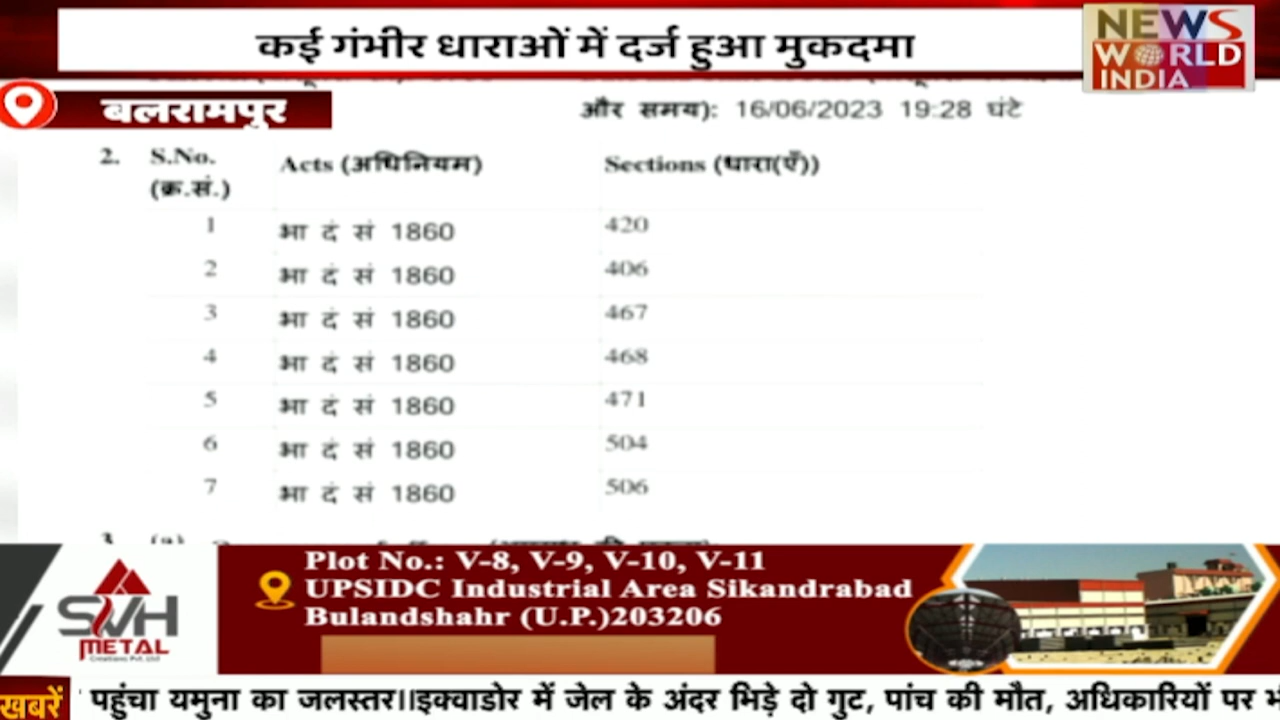 कई गंभीर धाराओं में दर्ज हुआ मुकदमा
NEWS
WORLD
INDIA
बलरामपुर
और समय): 16/06/2023 19:28 घंटे
2. S.No. Acts (अधिनियम) Sections (धारा(एँ))
(क्र.सं.)
1 भा दं सं 1860 420
2 भा दं सं 1860 406
3 भा दं सं 1860 467
4 भा दं सं 1860 468
5 भा दं सं 1860 471
6 भा दं सं 1860 504
7 भा दं सं 1860 506
Plot No.: V-8, V-9, V-10, V-11
UPSIDC Industrial Area Sikandrabad
Bulandshahr (U.P.)203206
SVH
METAL
Creations Pvt. Ltd
खबरें पहुंचा यमुना का जलस्तर॥इक्वाडोर में जेल के अंदर भिड़े दो गुट, पांच की मौत, अधिकारियों पर